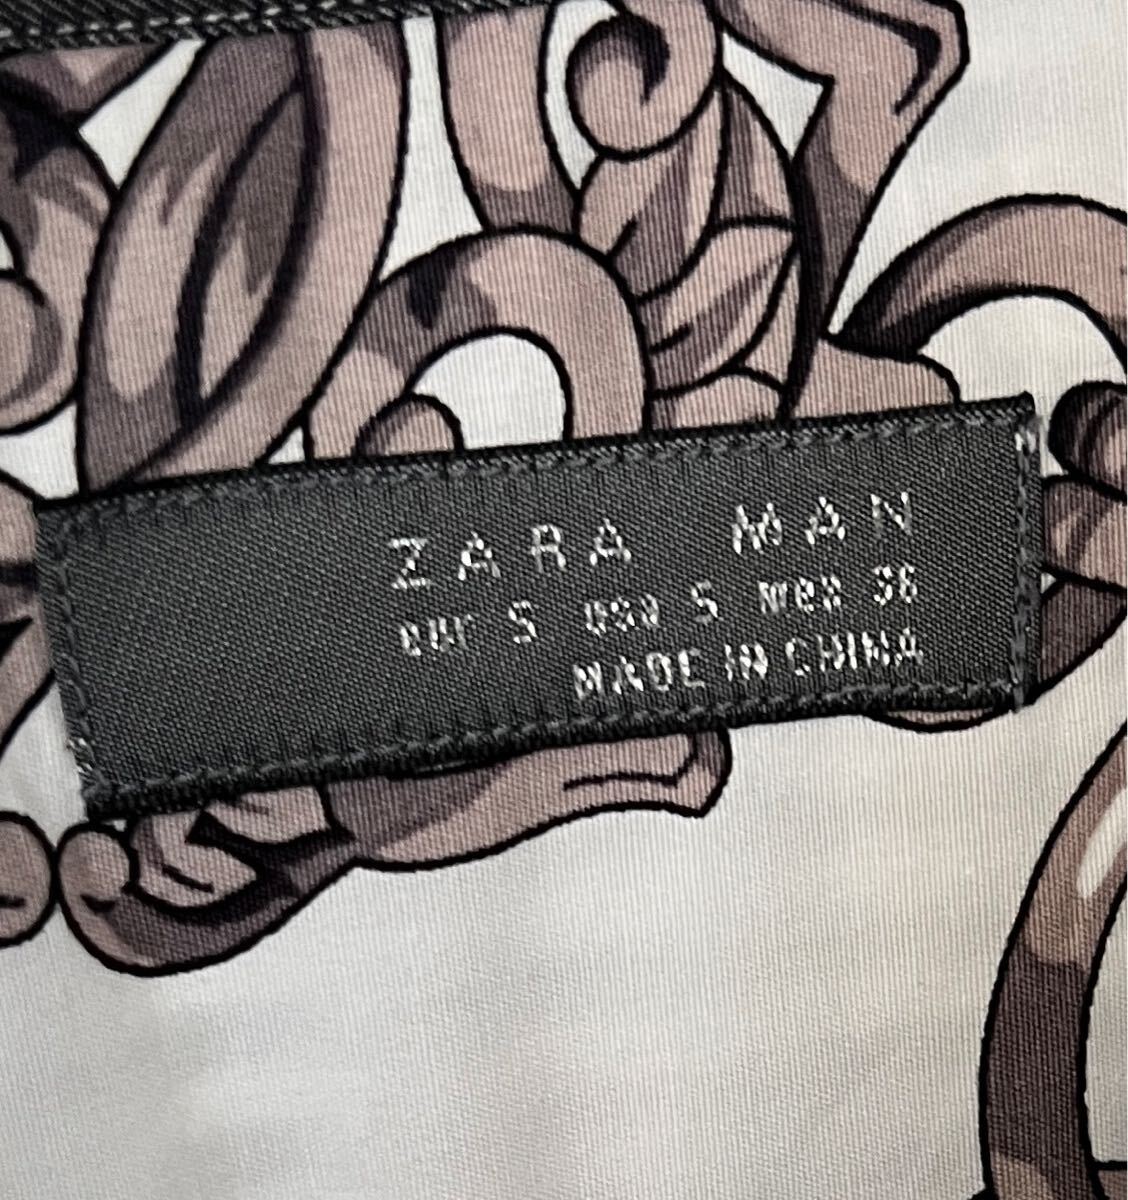 ZARA MAN
eur S usa S mex 36
MADE IN CHINA